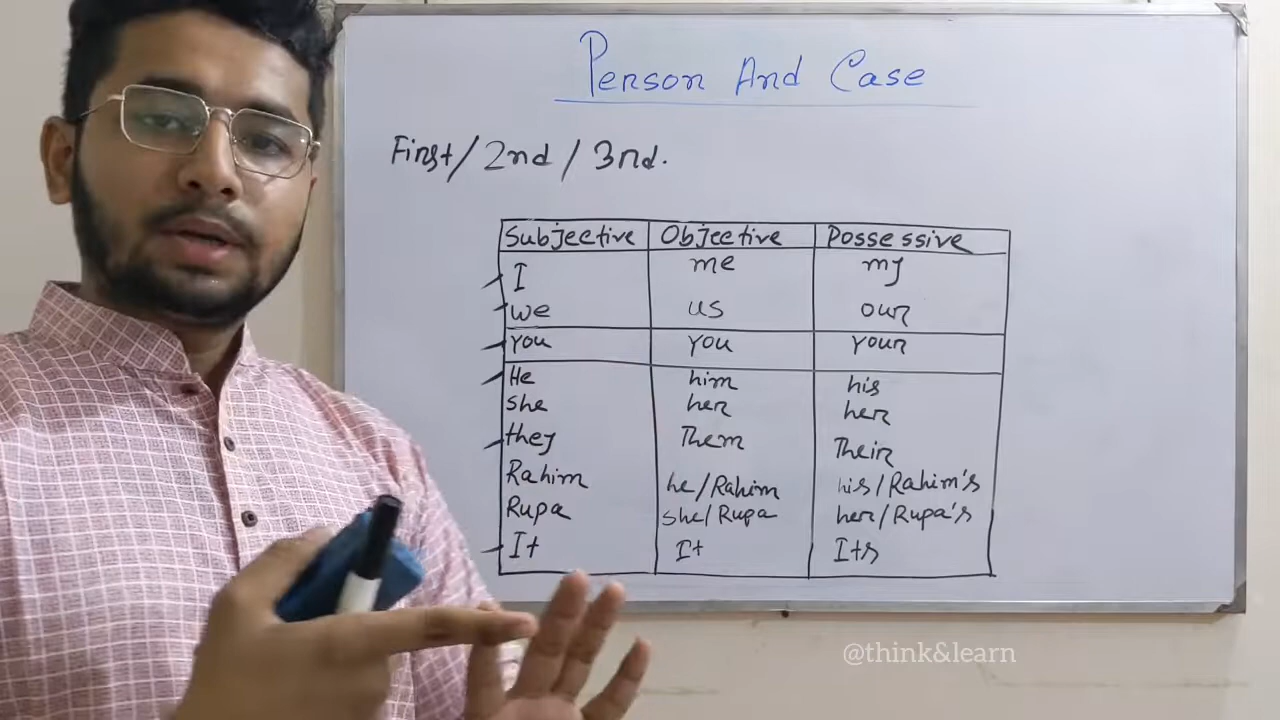 Person And Case
First/2nd/3nd.
Subjective Objective Possessive
I me my
we us our
you you your
He him his
she her her
they Them Their
Rahim he/Rahim his/Rahim's
Rupa she/Rupa her/Rupa's
It It Its
@think&learn